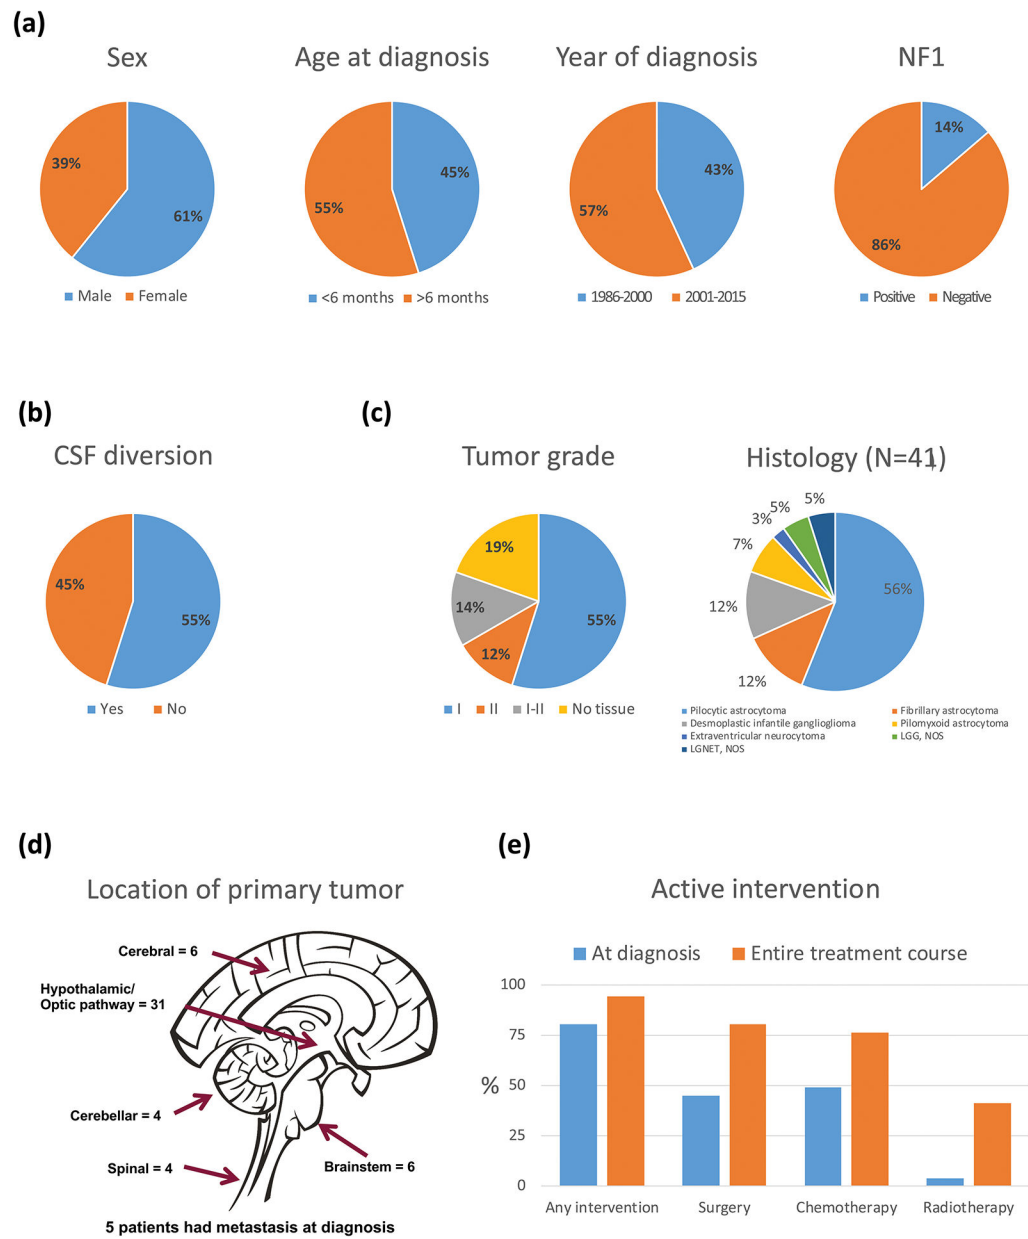 (a)
Sex
39%
61%
Male Female
Age at diagnosis
45%
55%
<6 months >6 months
Year of diagnosis
43%
57%
1986-2000 2001-2015
NF1
14%
86%
Positive Negative
(b)
CSF diversion
45%
55%
Yes No
(c)
Tumor grade
19%
14%
12%
55%
I II I-II No tissue
Histology (N=41)
5%
5%
3%
7%
12%
12%
56%
Pilocytic astrocytoma Fibrillary astrocytoma
Desmoplastic infantile ganglioglioma Pilomyxoid astrocytoma
Extraventricular neurocytoma LGG, NOS
LGNET, NOS
(d)
Location of primary tumor
Cerebral = 6
Hypothalamic/
Optic pathway = 31
Cerebellar = 4
Spinal = 4
Brainstem = 6
5 patients had metastasis at diagnosis
(e)
Active intervention
At diagnosis Entire treatment course
100
75
%
50
25
0
Any intervention Surgery Chemotherapy Radiotherapy